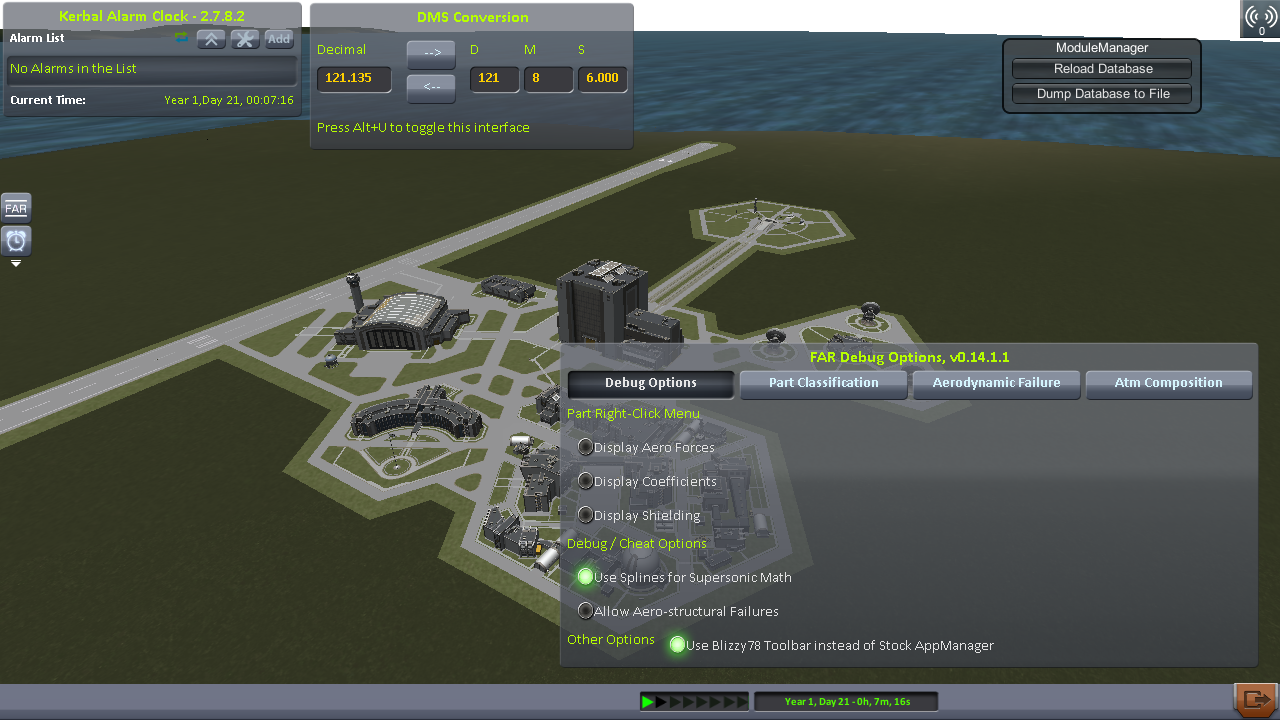 Kerbal Alarm Clock - 2.7.8.2
Alarm List
Add
No Alarms in the List
Current Time: Year 1,Day 21, 00:07:16
DMS Conversion
Decimal --> D M S
121.135 121 8 6.000
<--
Press Alt+U to toggle this interface
0
ModuleManager
Reload Database
Dump Database to File
FAR
FAR Debug Options, v0.14.1.1
Debug Options Part Classification Aerodynamic Failure Atm Composition
Part Right-Click Menu
Display Aero Forces
Display Coefficients
Display Shielding
Debug / Cheat Options
Use Splines for Supersonic Math
Allow Aero-structural Failures
Other Options Use Blizzy78 Toolbar instead of Stock AppManager
Year 1, Day 21 - 0h, 7m, 16s